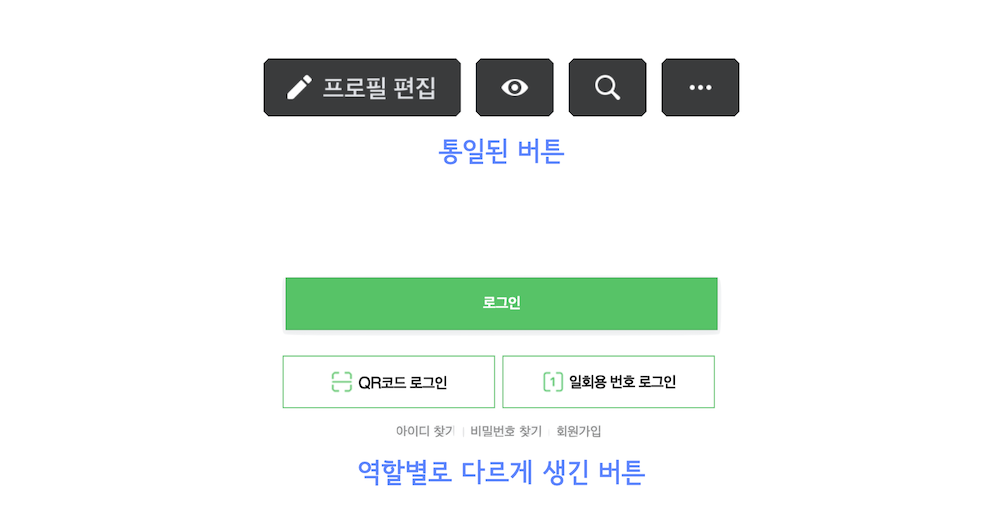 프로필 편집
통일된 버튼
로그인
QR코드 로그인 1 일회용 번호 로그인
아이디 찾기 | 비밀번호 찾기 | 회원가입
역할별로 다르게 생긴 버튼